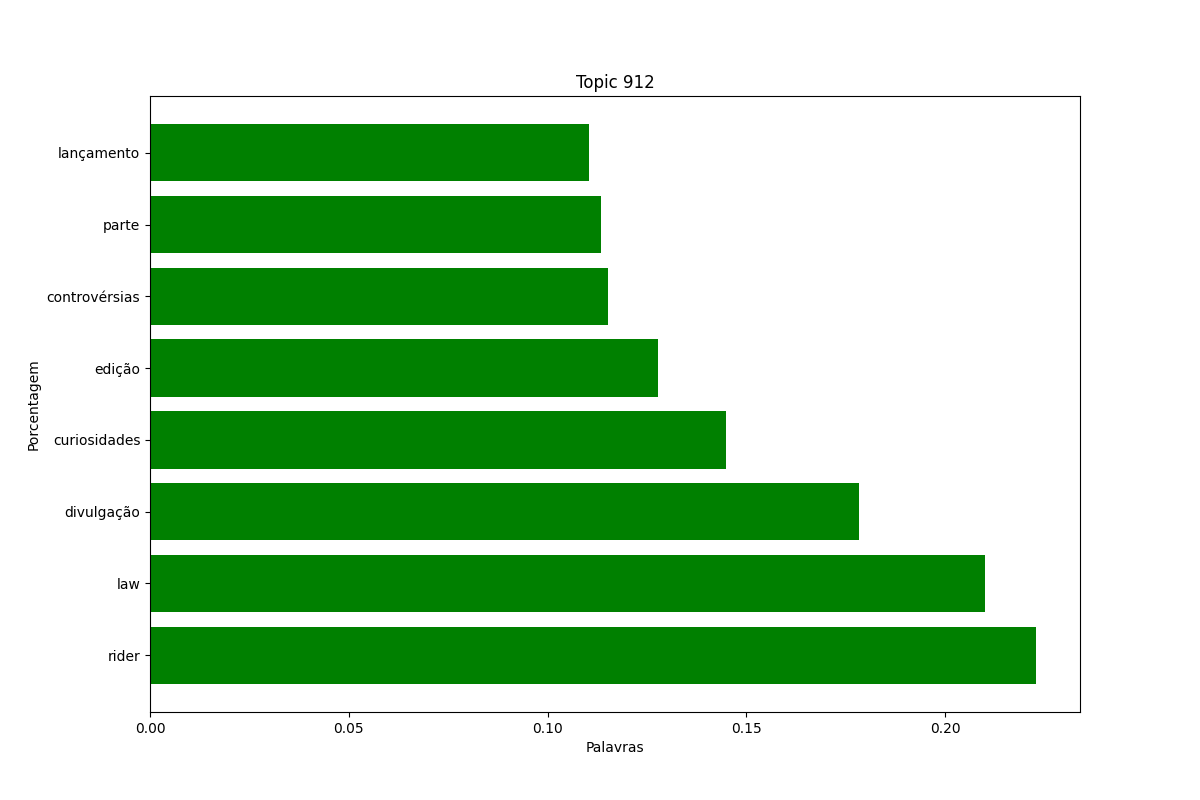 Topic 912
lançamento
parte
controvérsias
edição
curiosidades
divulgação
law
rider
Porcentagem
0.00 0.05 0.10 0.15 0.20
Palavras